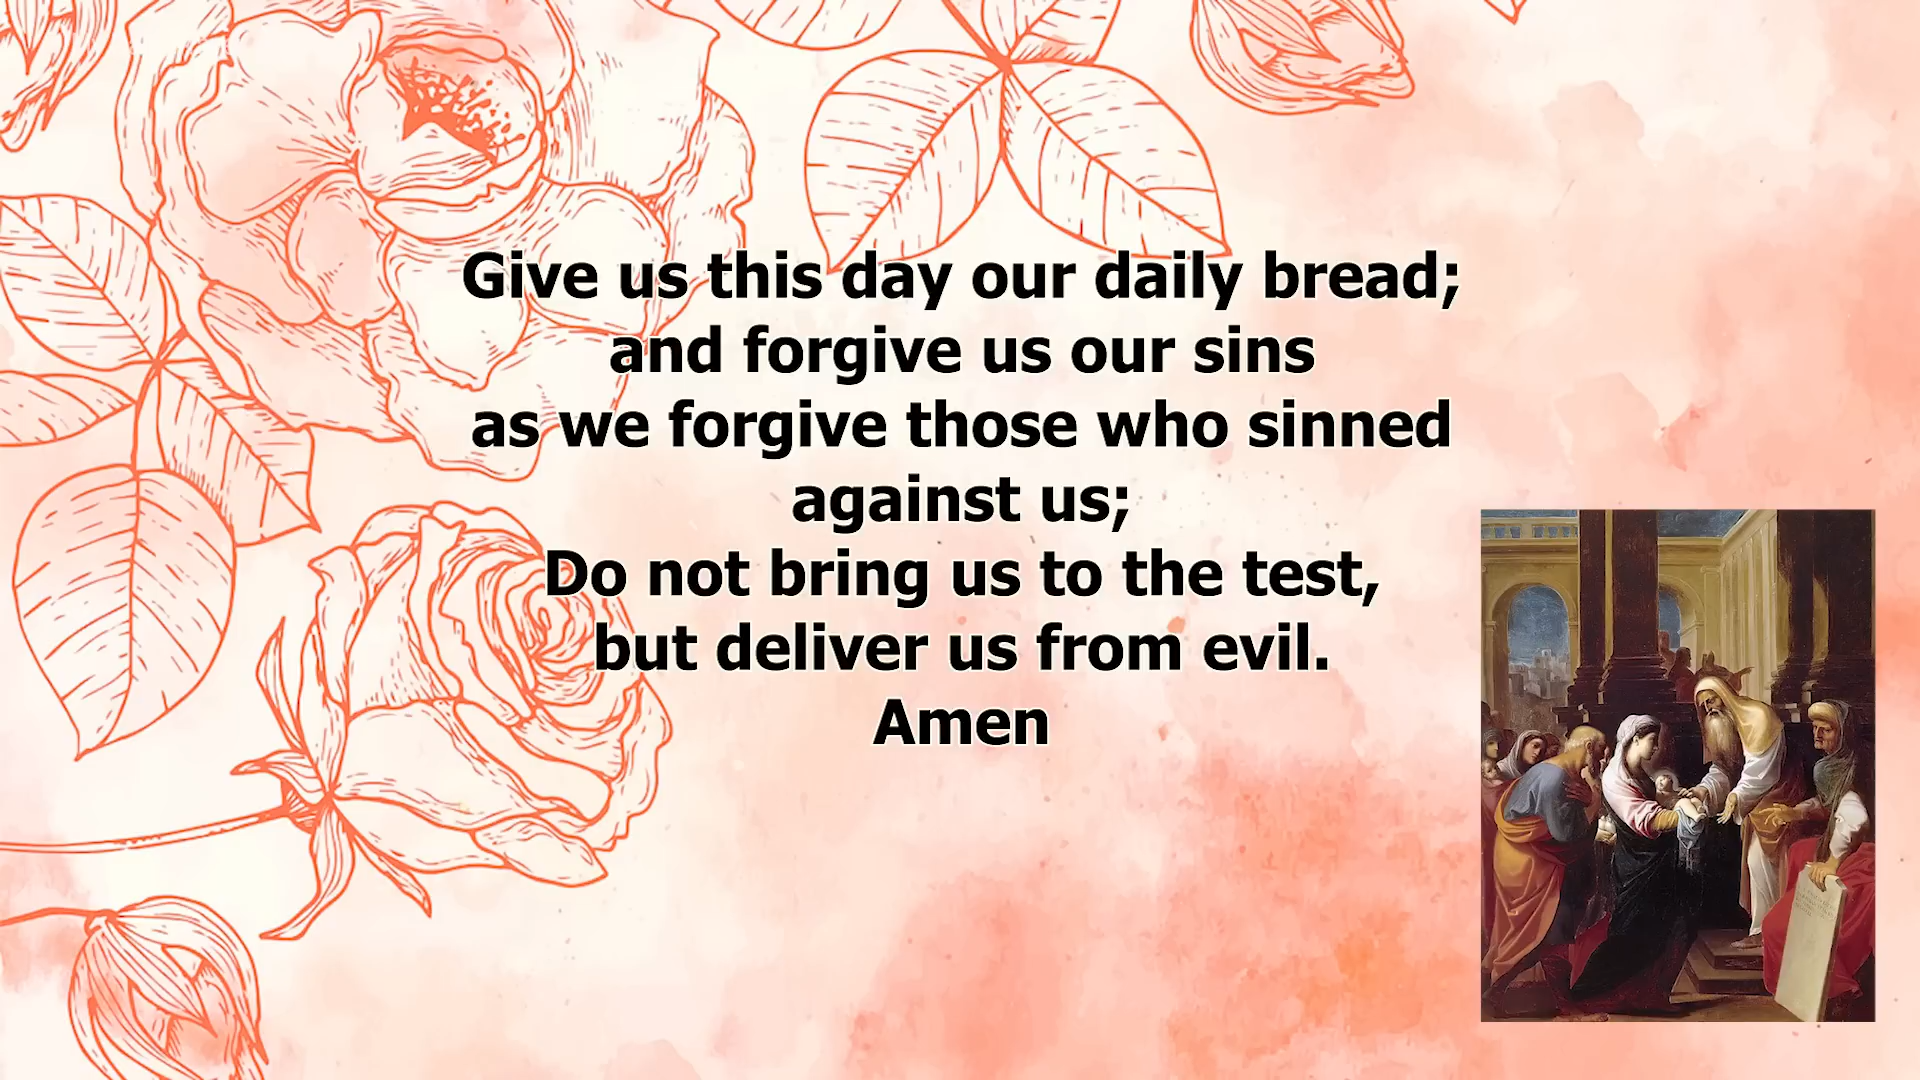 Give us this day our daily bread;
and forgive us our sins
as we forgive those who sinned
against us;
Do not bring us to the test,
but deliver us from evil.
Amen